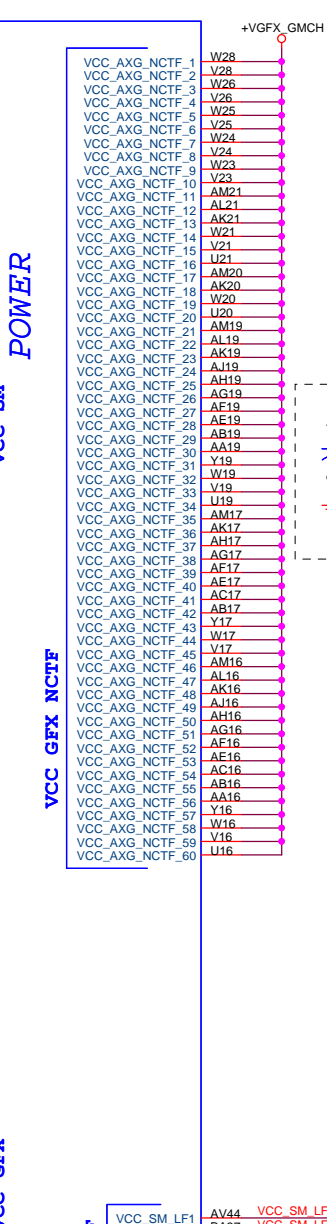 +VGFX_GMCH
VCC_AXG_NCTF_1 W28
VCC_AXG_NCTF_2 V28
VCC_AXG_NCTF_3 W26
VCC_AXG_NCTF_4 V26
VCC_AXG_NCTF_5 W25
VCC_AXG_NCTF_6 V25
VCC_AXG_NCTF_7 W24
VCC_AXG_NCTF_8 V24
VCC_AXG_NCTF_9 W23
VCC_AXG_NCTF_10 V23
VCC_AXG_NCTF_11 AM21
VCC_AXG_NCTF_12 AL21
VCC_AXG_NCTF_13 AK21
VCC_AXG_NCTF_14 W21
VCC_AXG_NCTF_15 V21
VCC_AXG_NCTF_16 U21
VCC_AXG_NCTF_17 AM20
VCC_AXG_NCTF_18 AK20
VCC_AXG_NCTF_19 W20
VCC_AXG_NCTF_20 U20
VCC_AXG_NCTF_21 AM19
VCC_AXG_NCTF_22 AL19
VCC_AXG_NCTF_23 AK19
VCC_AXG_NCTF_24 AJ19
VCC_AXG_NCTF_25 AH19
VCC_AXG_NCTF_26 AG19
VCC_AXG_NCTF_27 AF19
VCC_AXG_NCTF_28 AE19
VCC_AXG_NCTF_29 AB19
VCC_AXG_NCTF_30 AA19
VCC_AXG_NCTF_31 Y19
VCC_AXG_NCTF_32 W19
VCC_AXG_NCTF_33 V19
VCC_AXG_NCTF_34 U19
VCC_AXG_NCTF_35 AM17
VCC_AXG_NCTF_36 AK17
VCC_AXG_NCTF_37 AH17
VCC_AXG_NCTF_38 AG17
VCC_AXG_NCTF_39 AF17
VCC_AXG_NCTF_40 AE17
VCC_AXG_NCTF_41 AC17
VCC_AXG_NCTF_42 AB17
VCC_AXG_NCTF_43 Y17
VCC_AXG_NCTF_44 W17
VCC_AXG_NCTF_45 V17
VCC_AXG_NCTF_46 AM16
VCC_AXG_NCTF_47 AL16
VCC_AXG_NCTF_48 AK16
VCC_AXG_NCTF_49 AJ16
VCC_AXG_NCTF_50 AH16
VCC_AXG_NCTF_51 AG16
VCC_AXG_NCTF_52 AF16
VCC_AXG_NCTF_53 AE16
VCC_AXG_NCTF_54 AC16
VCC_AXG_NCTF_55 AB16
VCC_AXG_NCTF_56 AA16
VCC_AXG_NCTF_57 Y16
VCC_AXG_NCTF_58 W16
VCC_AXG_NCTF_59 V16
VCC_AXG_NCTF_60 U16
POWER
VCC GFX NCTF
VCC_SM_LF1 AV44 VCC_SM_LF